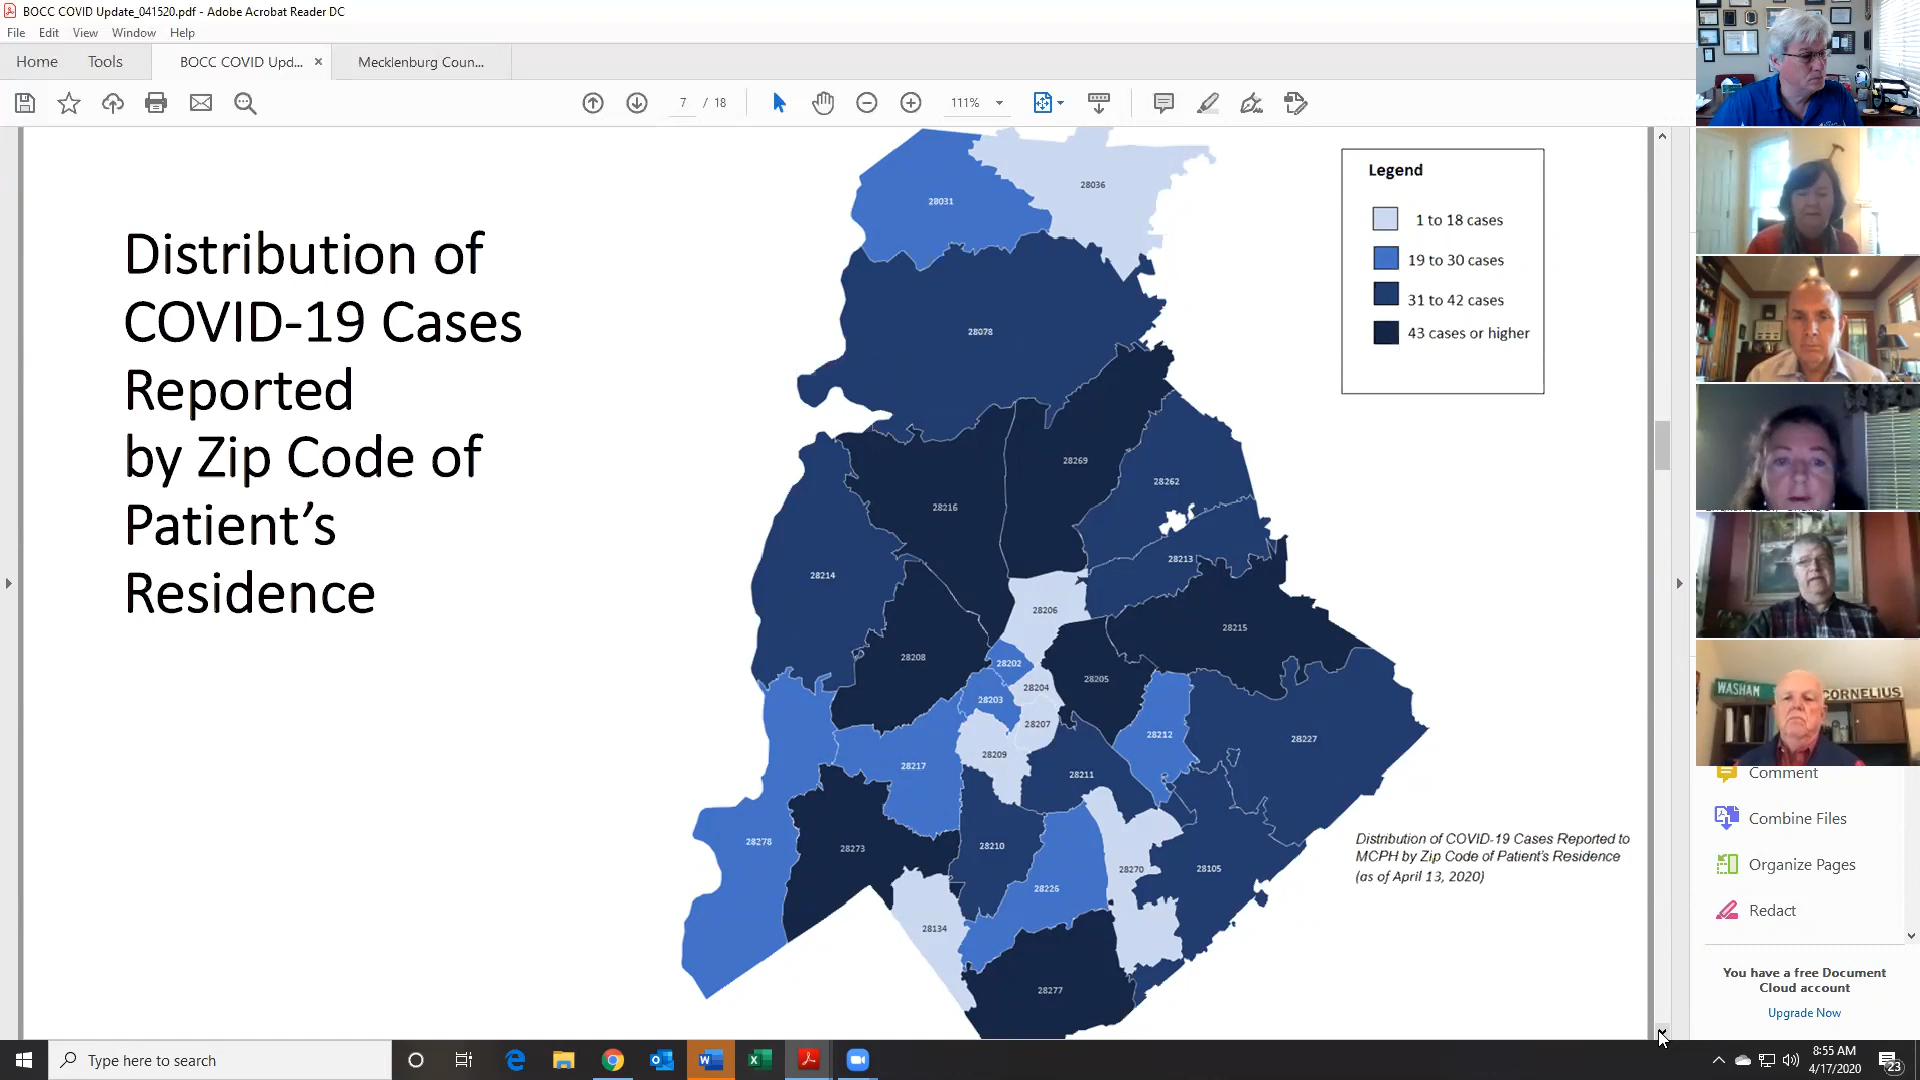 BOCC COVID Update_041520.pdf - Adobe Acrobat Reader DC
File Edit View Window Help
Home Tools BOCC COVID Upd... × Mecklenburg Coun...
7 / 18 111%
Distribution of
COVID-19 Cases
Reported
by Zip Code of
Patient’s
Residence
28036
28031
28078
28269
28262
28216
28213
28214
28206
28215
28208
28202
28205
28204
28203
28207
28212
28227
28209
28217
28211
28278
28210
28273
28270
28105
28226
28134
28277
Legend
1 to 18 cases
19 to 30 cases
31 to 42 cases
43 cases or higher
Distribution of COVID-19 Cases Reported to
MCPH by Zip Code of Patient's Residence
(as of April 13, 2020)
WASHAM CORNELIUS
Comment
Combine Files
Organize Pages
Redact
You have a free Document
Cloud account
Upgrade Now
Type here to search
8:55 AM
4/17/2020
23